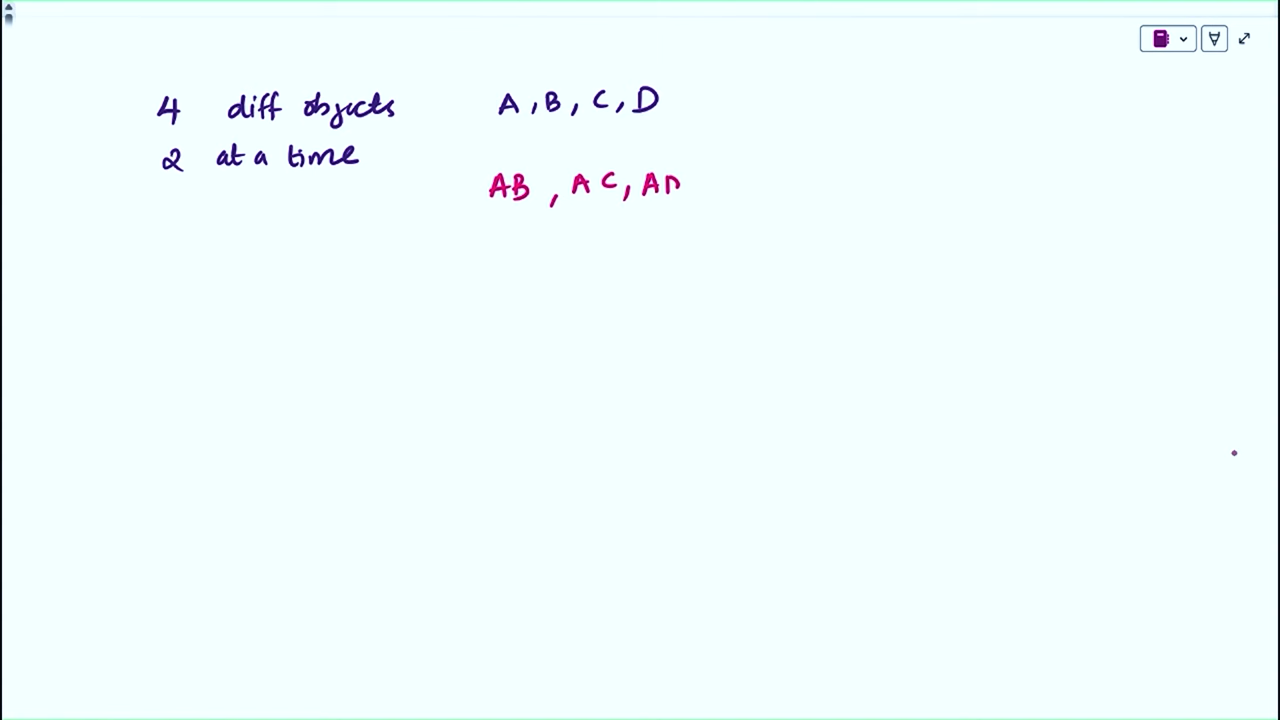 4 diff objects A, B, C, D
2 at a time
AB, AC, AD